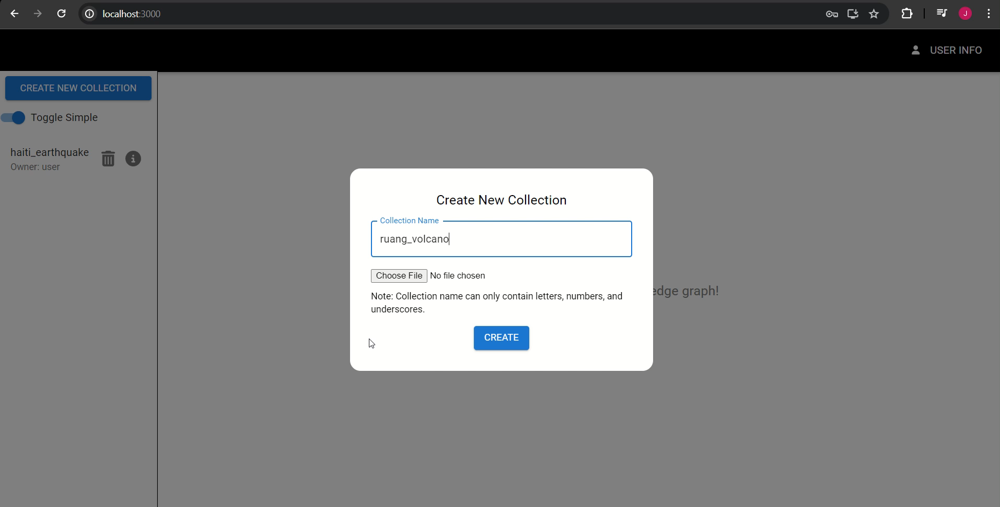 localhost:3000
J
USER INFO
CREATE NEW COLLECTION
Toggle Simple
haiti_earthquake
Owner: user
Create New Collection
Collection Name
ruang_volcano
Choose File No file chosen
graph!
Note: Collection name can only contain letters, numbers, and
underscores.
CREATE